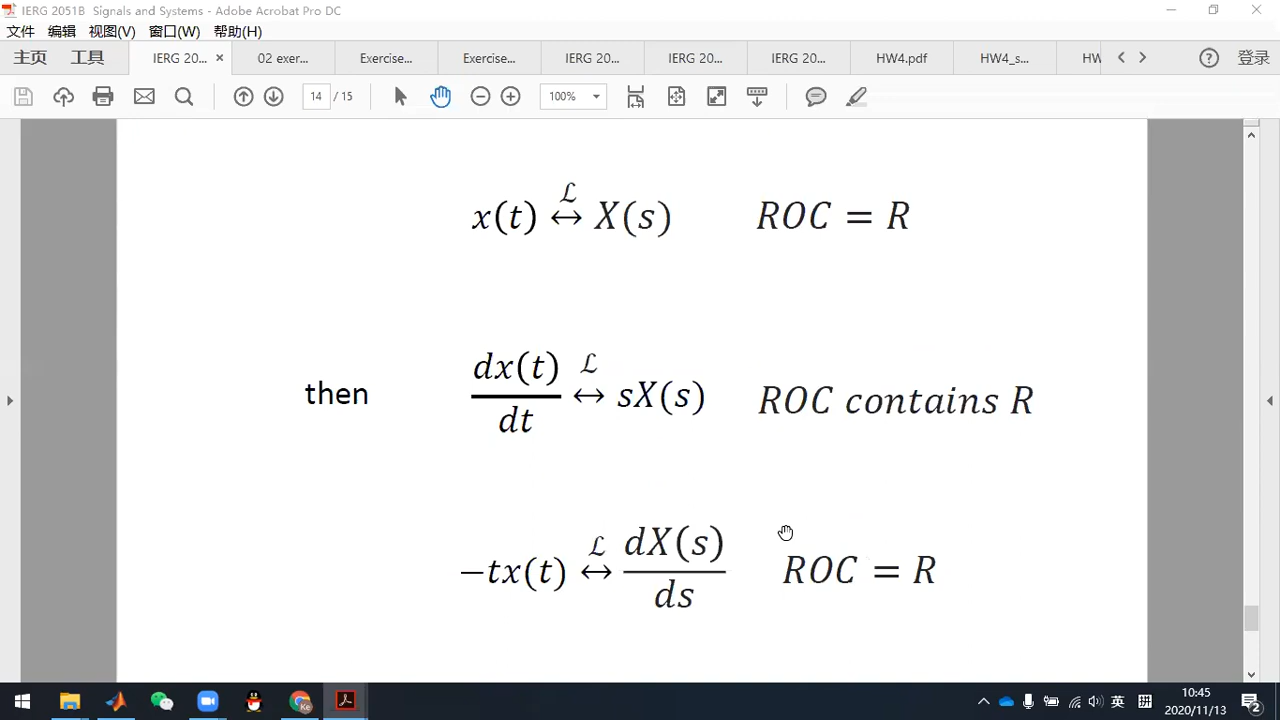 IERG 2051B  Signals and Systems - Adobe Acrobat Pro DC
文件 编辑 视图(V) 窗口(W) 帮助(H)
主页 工具 IERG 20... × 02 exer... Exercise... Exercise... IERG 20... IERG 20... IERG 20... HW4.pdf HW4_s... HW 登录
14 / 15 100%
x(t) ℒ↔ X(s) ROC = R
then dx(t)/dt ℒ↔ sX(s) ROC contains R
−tx(t) ℒ↔ dX(s)/ds ROC = R
英 拼 10:45
2020/11/13 2